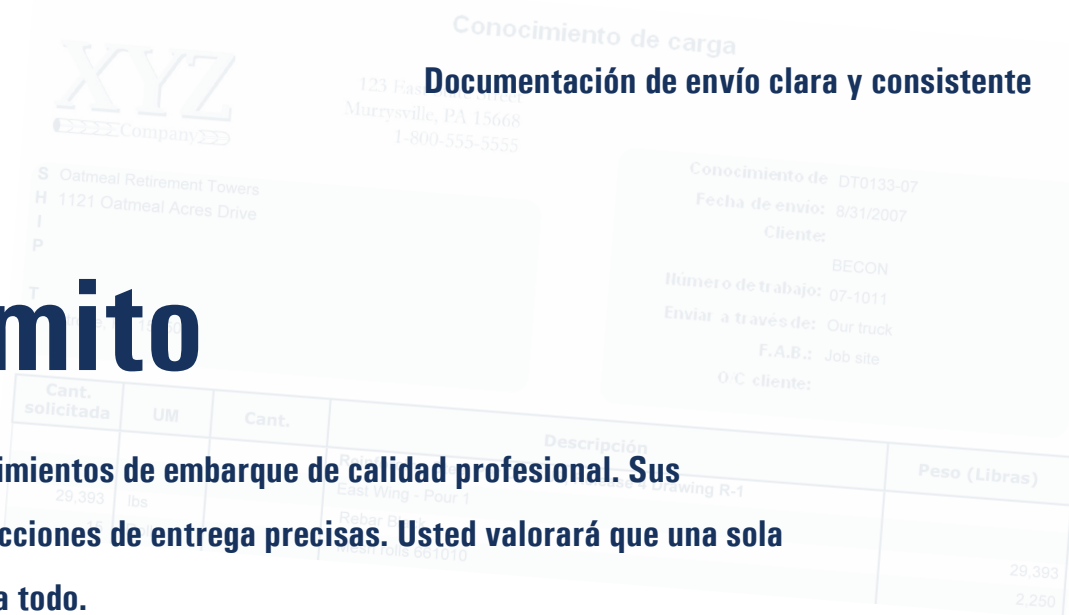 Conocimiento de carga
Documentación de envío clara y consistente
XYZ
Company
123 East
Murrysville, PA 15668
1-800-555-5555
S Oatmeal Retirement Towers
H 1121 Oatmeal Acres Drive
I
P
T
Conocimiento de DT0133-07
Fecha de envío: 8/31/2007
Cliente:
BECON
Número de trabajo: 07-1011
Enviar a través de: Our truck
F.A.B.: Job site
O/C cliente:
mito
Cant. solicitada UM Cant. Descripción Peso (Libras)
imientos de embarque de calidad profesional. Sus
Drawing R-1
29,393 lbs East Wing - Pour 1
cciones de entrega precisas. Usted valorará que una sola
Rebar
Mesh rolls 661010
29,393
2,250
a todo.